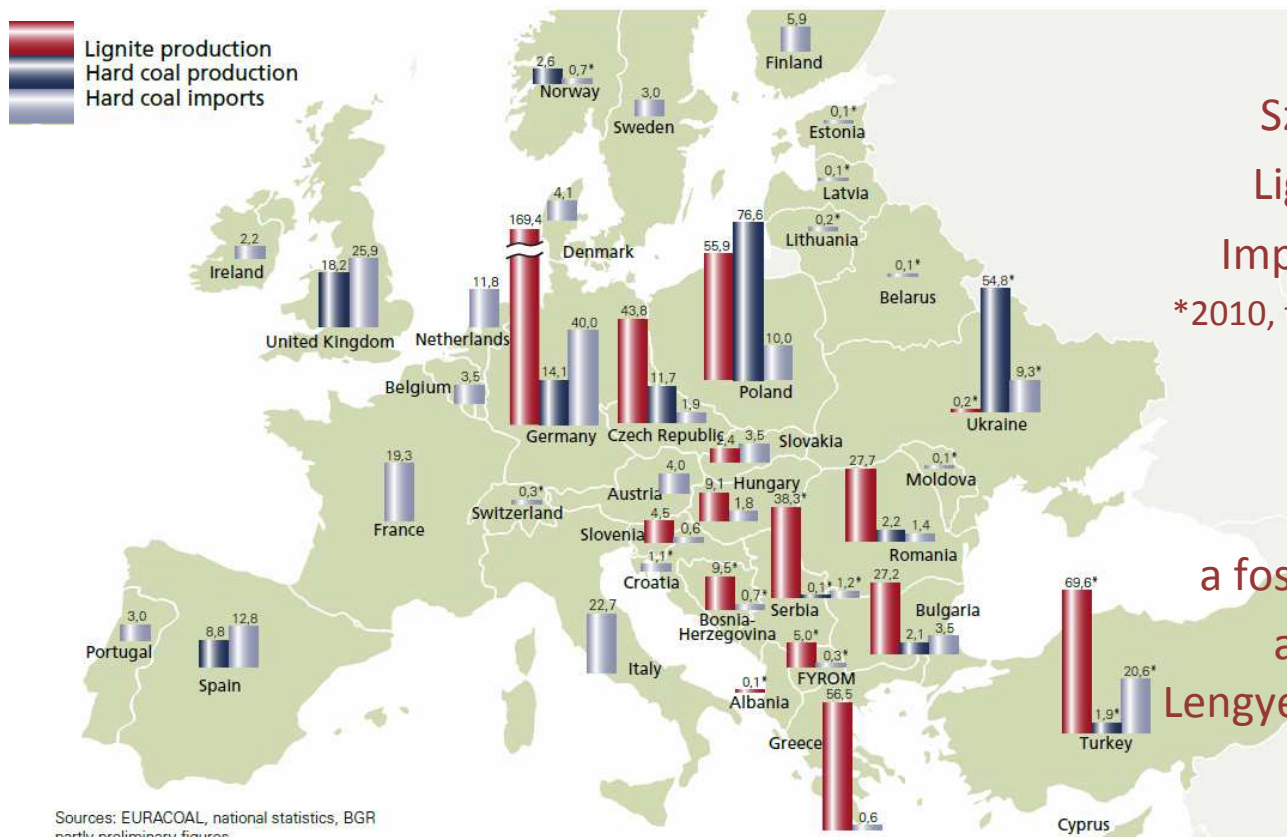 Lignite production
Hard coal production
Hard coal imports
5,9
Finland
2,6
0,7*
Norway
3,0
Sweden
0,1*
Estonia
0,1*
Latvia
0,2*
Lithuania
0,1*
Belarus
4,1
Denmark
2,2
Ireland
18,2
25,9
United Kingdom
11,8
Netherlands
3,5
Belgium
169,4
14,1
40,0
Germany
43,8
11,7
1,9
Czech Republic
55,9
76,6
10,0
Poland
0,2*
54,8*
9,3*
Ukraine
2,4
3,5
Slovakia
4,0
Austria
9,1
1,8
Hungary
0,3*
Switzerland
19,3
France
4,5
0,6
Slovenia
1,1*
Croatia
9,5*
0,7*
Bosnia-
Herzegovina
38,3*
0,1*
1,2*
Serbia
27,7
2,2
1,4
Romania
0,1*
Moldova
27,2
2,1
3,5
Bulgaria
5,0*
0,3*
FYROM
0,1*
Albania
56,5
0,6
Greece
22,7
Italy
3,0
Portugal
8,8
12,8
Spain
69,6*
1,9*
20,6*
Turkey
Cyprus
Sources: EURACOAL, national statistics, BGR
partly preliminary figures
Sz
Lig
Imp
*2010,
a fos
a
Lengye